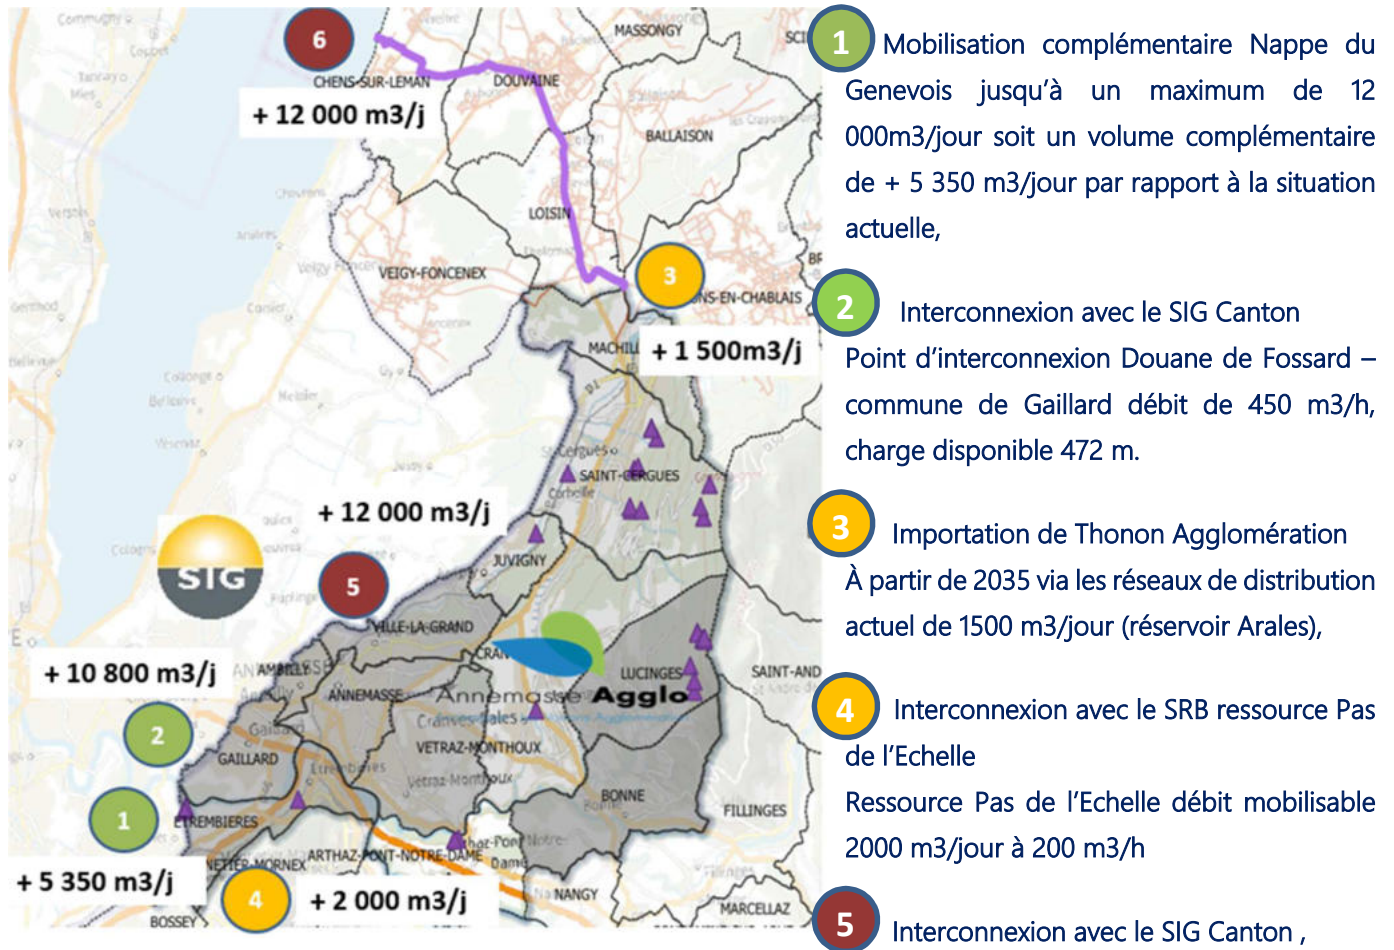 6
MASSONGY
CHENS-SUR-LEMAN
DOUVAINE
+ 12 000 m3/j
BALLAISON
LOISIN
VEIGY-FONCENEX
3
+ 1 500m3/j
SAINT-CERGUES
+ 12 000 m3/j
JUVIGNY
SIG
5
VILLE-LA-GRAND
LUCINGES
+ 10 800 m3/j
AMBILLY
ANNEMASSE
Annemasse Agglo
2
VETRAZ-MONTHOUX
Vétraz-Monthoux
GAILLARD
BONNE
FILLINGES
1
ETREMBIERES
ARTHAZ-PONT-NOTRE-DAME
+ 5 350 m3/j
4
+ 2 000 m3/j
NANGY
MARCELLAZ
BOSSEY
1 Mobilisation complémentaire Nappe du
Genevois jusqu’à un maximum de 12
000m3/jour soit un volume complémentaire
de + 5 350 m3/jour par rapport à la situation
actuelle,
2 Interconnexion avec le SIG Canton
Point d’interconnexion Douane de Fossard –
commune de Gaillard débit de 450 m3/h,
charge disponible 472 m.
3 Importation de Thonon Agglomération
À partir de 2035 via les réseaux de distribution
actuel de 1500 m3/jour (réservoir Arales),
4 Interconnexion avec le SRB ressource Pas
de l’Echelle
Ressource Pas de l’Echelle débit mobilisable
2000 m3/jour à 200 m3/h
5 Interconnexion avec le SIG Canton ,